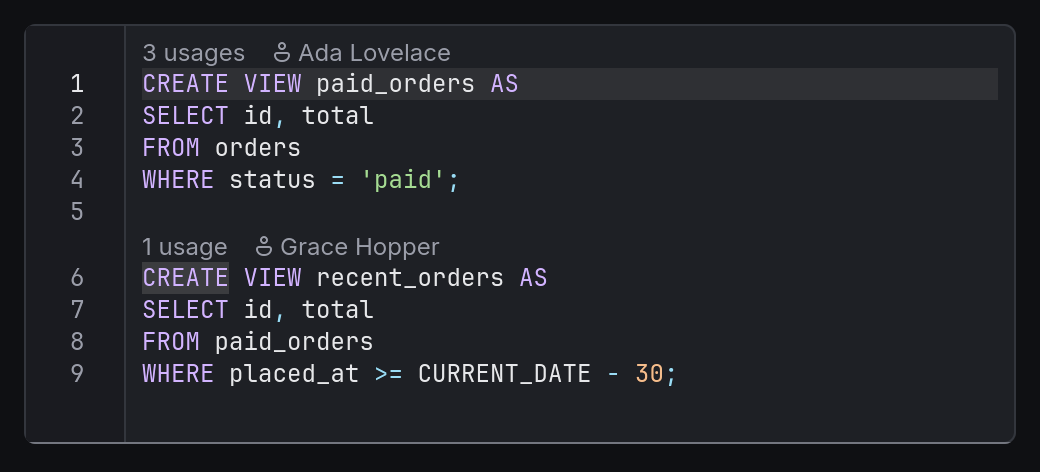 3 usages Ada Lovelace
1 CREATE VIEW paid_orders AS
2 SELECT id, total
3 FROM orders
4 WHERE status = 'paid';
5
1 usage Grace Hopper
6 CREATE VIEW recent_orders AS
7 SELECT id, total
8 FROM paid_orders
9 WHERE placed_at >= CURRENT_DATE - 30;